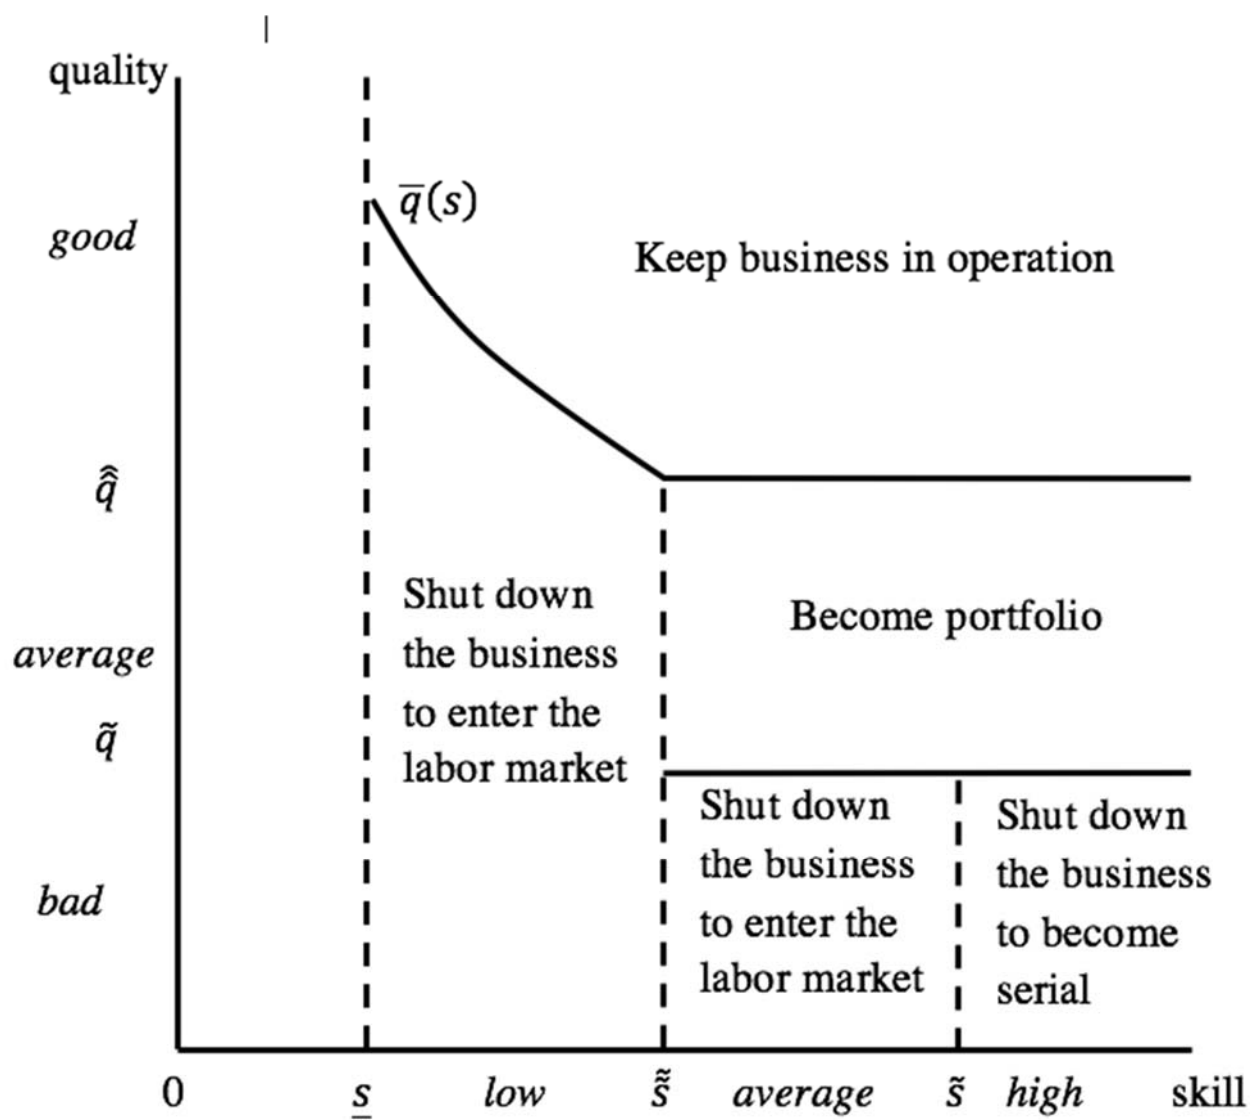 quality
q̅(s)
good
Keep business in operation
q̂̂
Shut down
the business
to enter the
labor market
Become portfolio
average
q̃
Shut down
the business
to enter the
labor market
Shut down
the business
to become
serial
bad
0 s̲ low s̃̃ average s̃ high skill